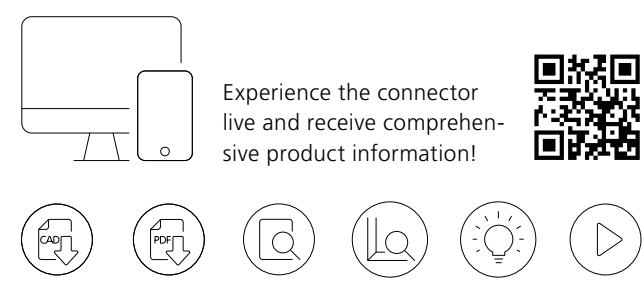 Experience the connector
live and receive comprehen-
sive product information!
CAD PDF